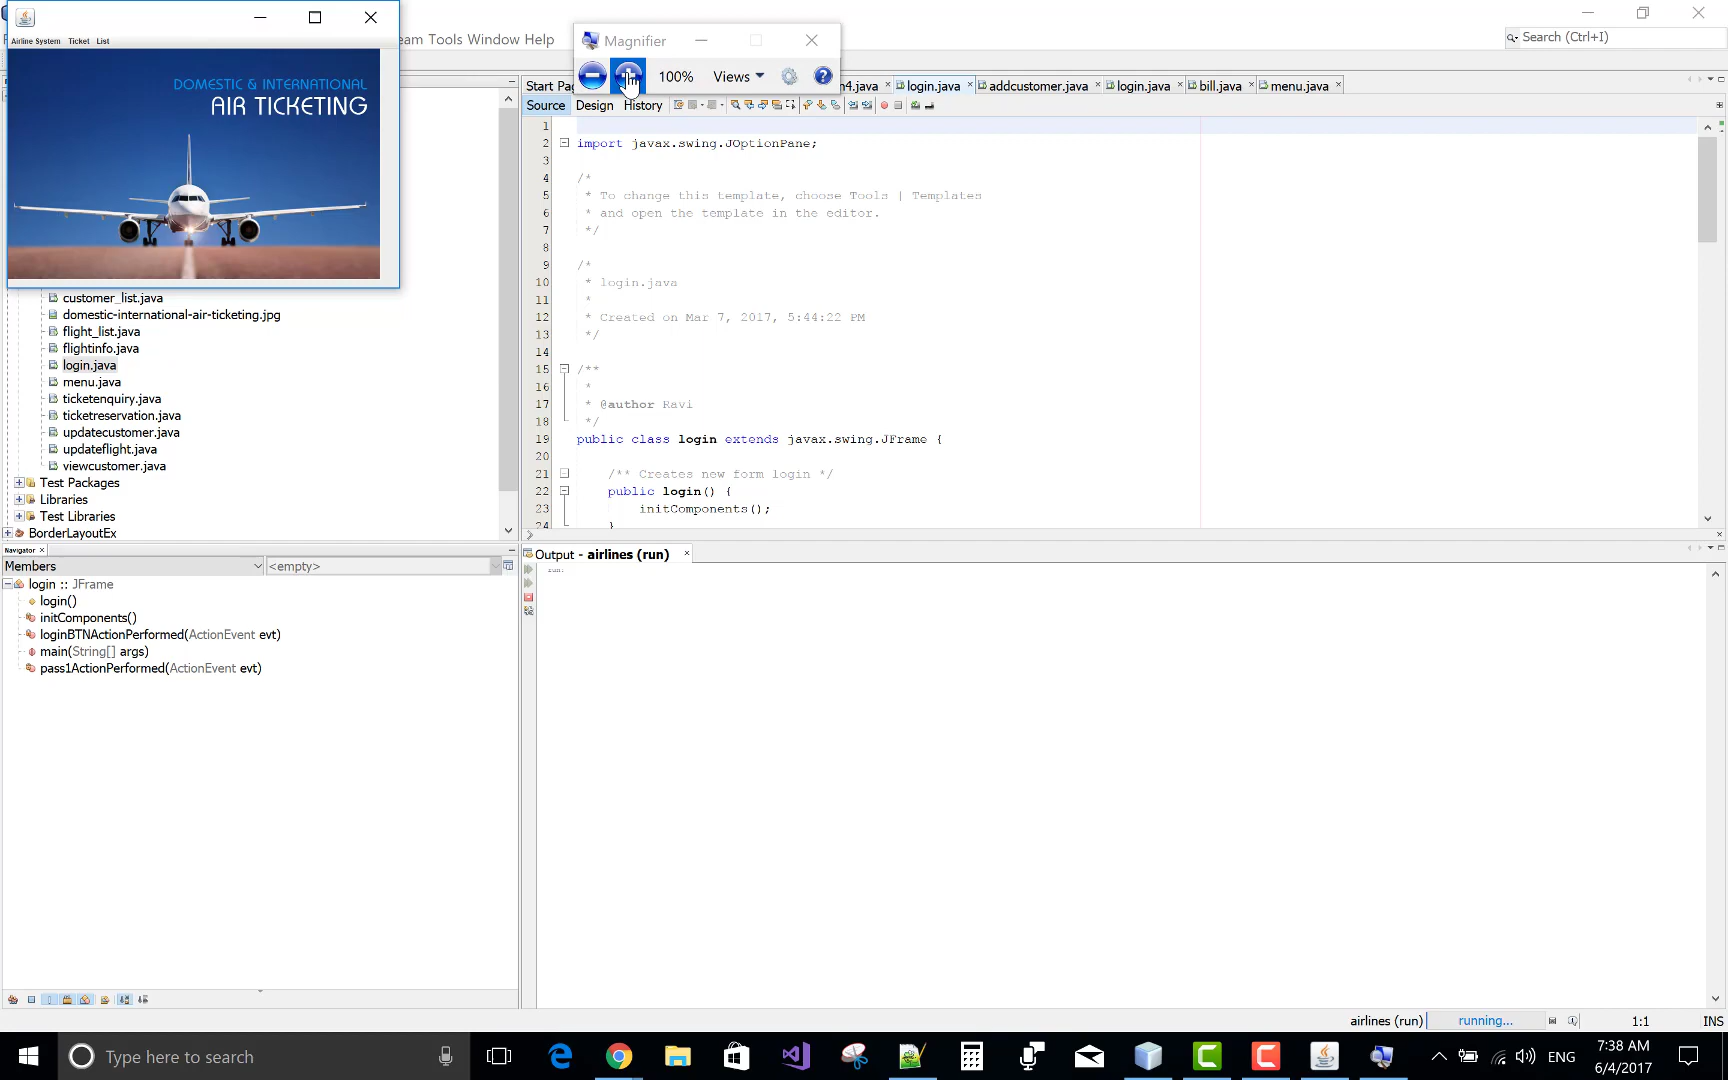 Airline System Ticket List
DOMESTIC & INTERNATIONAL
AIR TICKETING
eam Tools Window Help
Magnifier
100% Views
Search (Ctrl+I)
Start Pag
n4.java login.java addcustomer.java login.java bill.java menu.java
Source Design History
1
2 import javax.swing.JOptionPane;
3
4 /*
5 * To change this template, choose Tools | Templates
6 * and open the template in the editor.
7 */
8
9 /*
10 * login.java
11 *
12 * Created on Mar 7, 2017, 5:44:22 PM
13 */
14
15 /**
16 *
17 * @author Ravi
18 */
19 public class login extends javax.swing.JFrame {
20
21 /** Creates new form login */
22 public login() {
23 initComponents();
24 }
customer_list.java
domestic-international-air-ticketing.jpg
flight_list.java
flightinfo.java
login.java
menu.java
ticketenquiry.java
ticketreservation.java
updatecustomer.java
updateflight.java
viewcustomer.java
Test Packages
Libraries
Test Libraries
BorderLayoutEx
Navigator
Members <empty>
login :: JFrame
login()
initComponents()
loginBTNActionPerformed(ActionEvent evt)
main(String[] args)
pass1ActionPerformed(ActionEvent evt)
Output - airlines (run)
run:
airlines (run) running... 1:1 INS
Type here to search
ENG
7:38 AM
6/4/2017